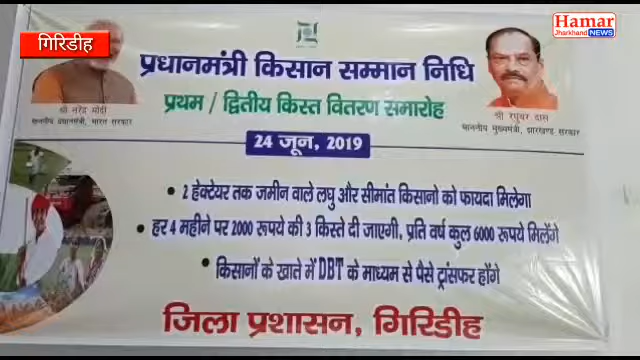 गिरिडीह
Hamar
Jharkhand NEWS
प्रधानमंत्री किसान सम्मान निधि
प्रथम / द्वितीय किस्त वितरण समारोह
श्री नरेंद्र मोदी
माननीय प्रधानमंत्री, भारत सरकार
श्री रघुवर दास
माननीय मुख्यमंत्री, झारखण्ड सरकार
24 जून, 2019
• 2 हेक्टेयर तक जमीन वाले लघु और सीमांत किसानो को फायदा मिलेगा
• हर 4 महीने पर 2000 रूपये की 3 किस्ते दी जाएगी, प्रति वर्ष कुल 6000 रूपये मिलेंगे
• किसानों के खाते में DBT के माध्यम से पैसे ट्रांसफर होंगे
जिला प्रशासन, गिरिडीह